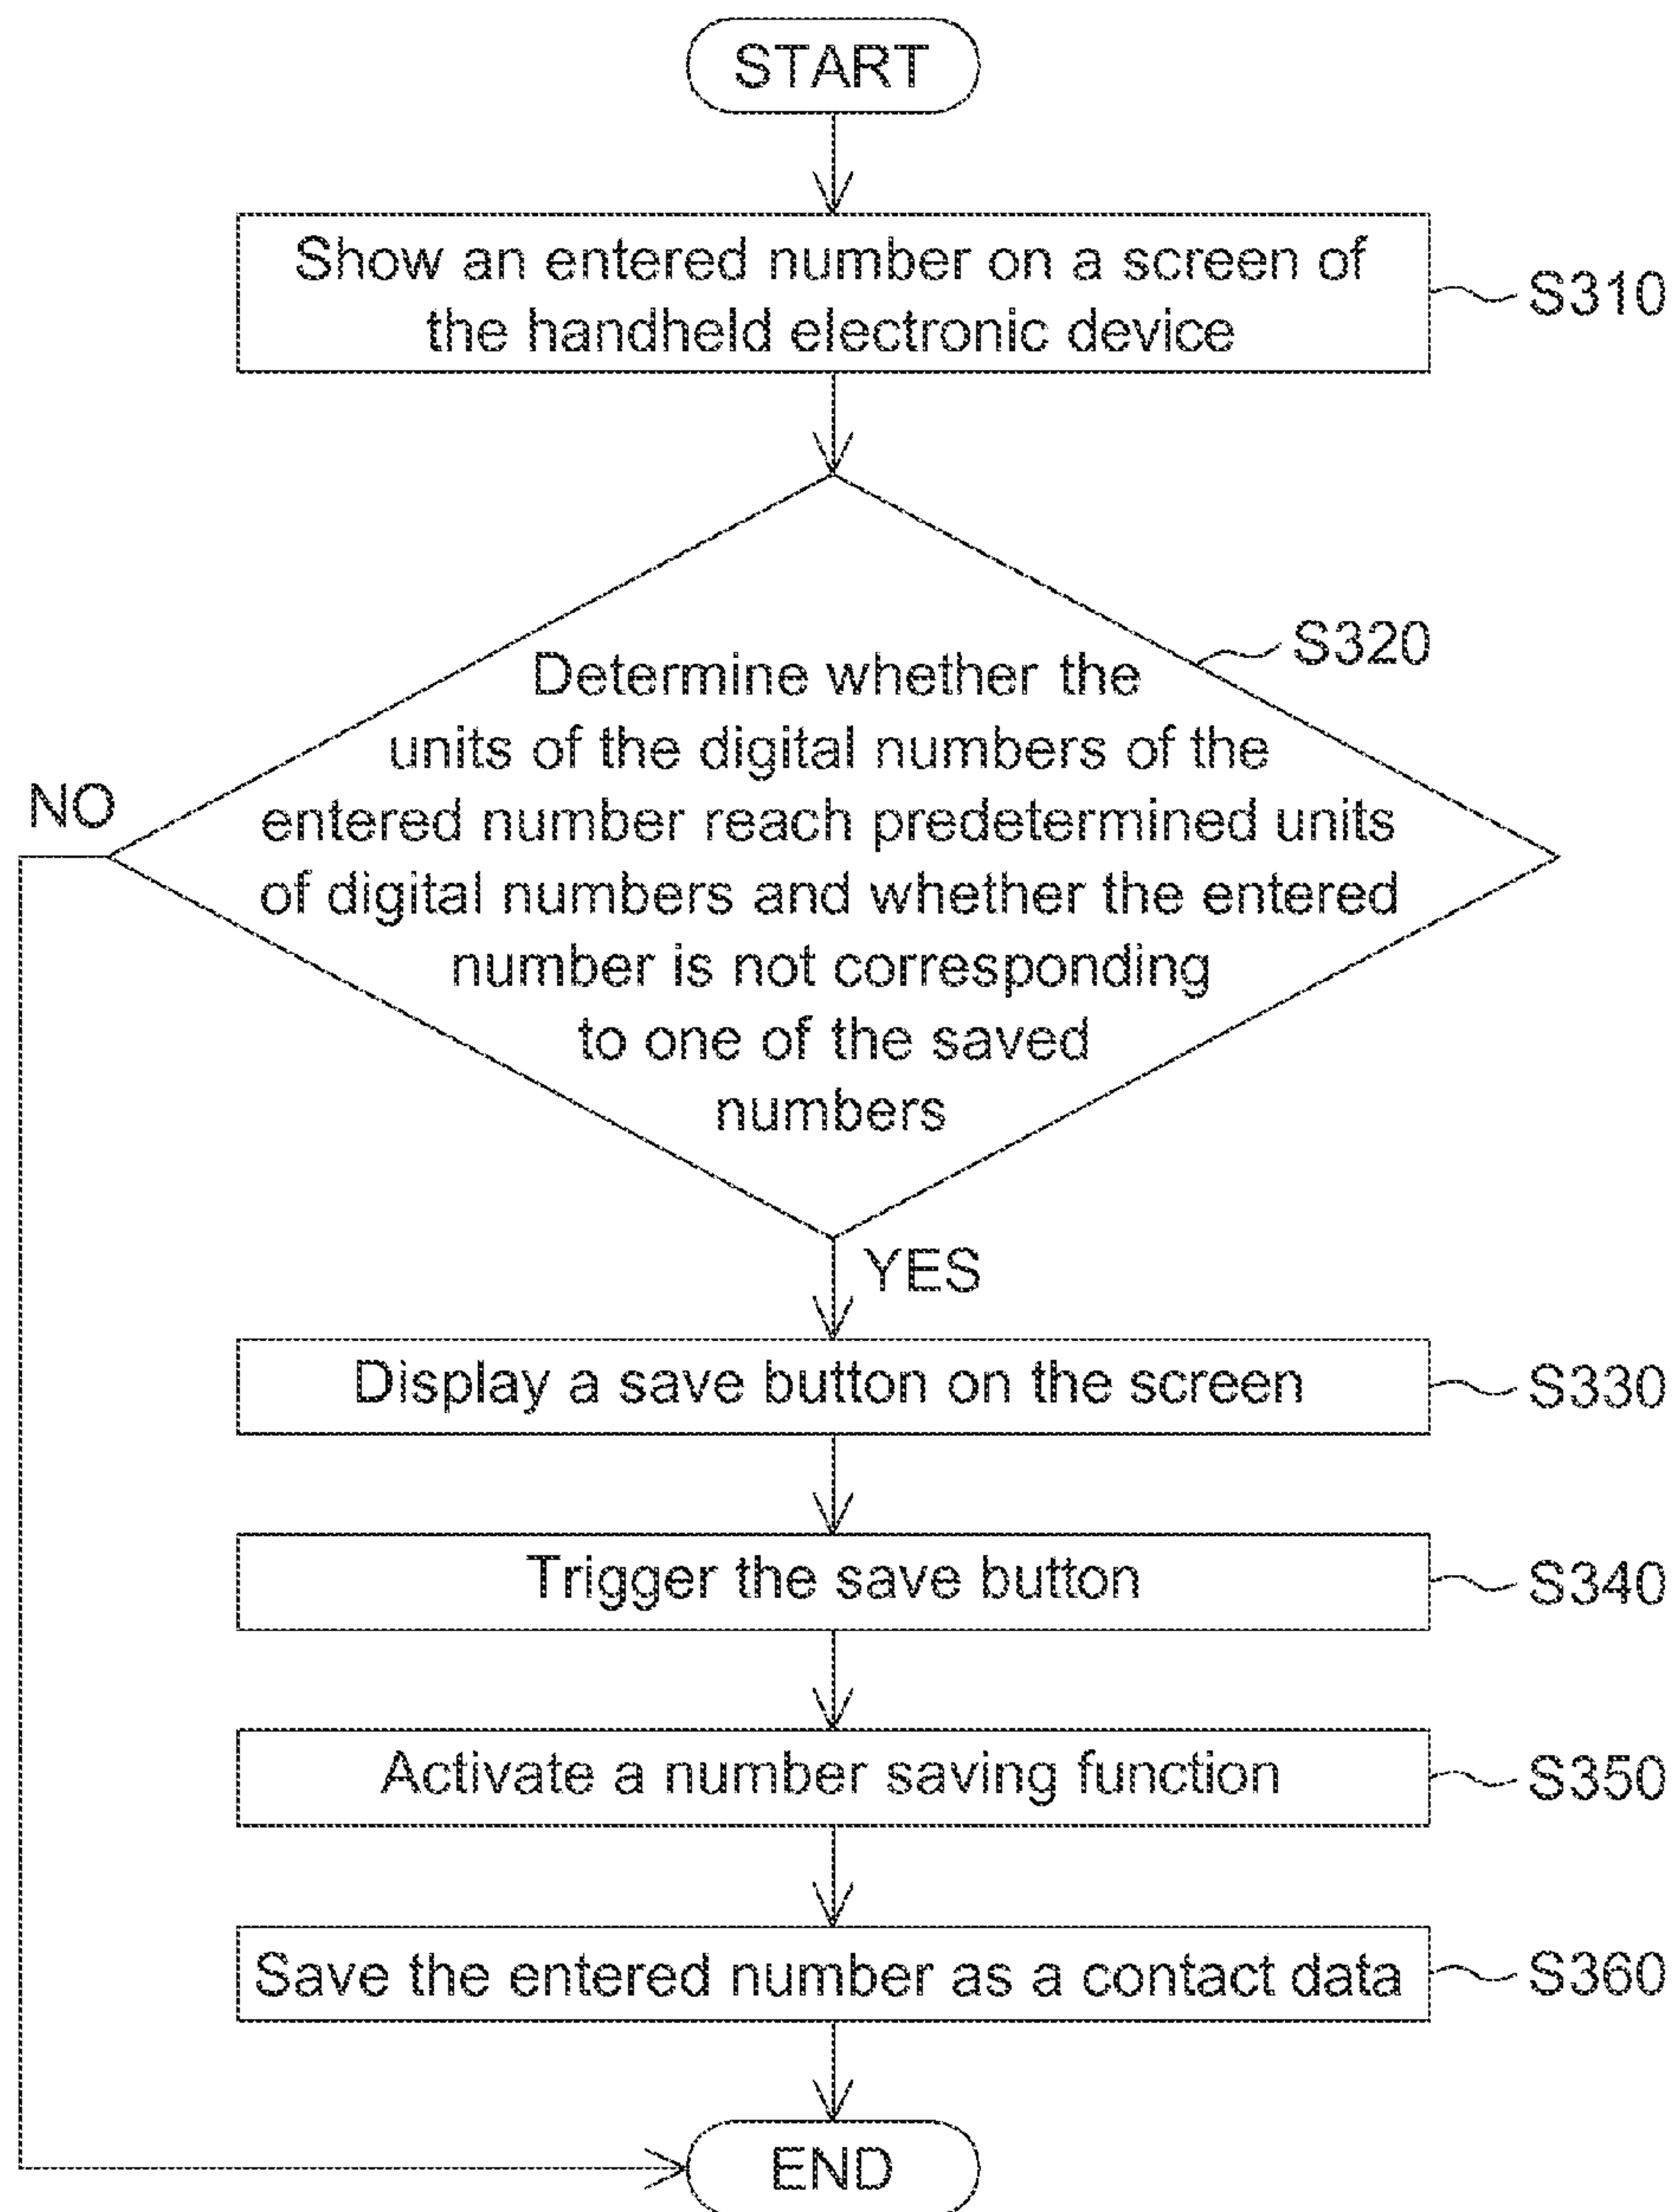 START
Show an entered number on a screen of
the handheld electronic device
S310
S320
Determine whether the
units of the digital numbers of the
NO
entered number reach predetermined units
of digital numbers and whether the entered
number is not corresponding
to one of the saved
numbers
YES
Display a save button on the screen
S330
Trigger the save button
S340
Activate a number saving function
S350
Save the entered number as a contact data
S360
END